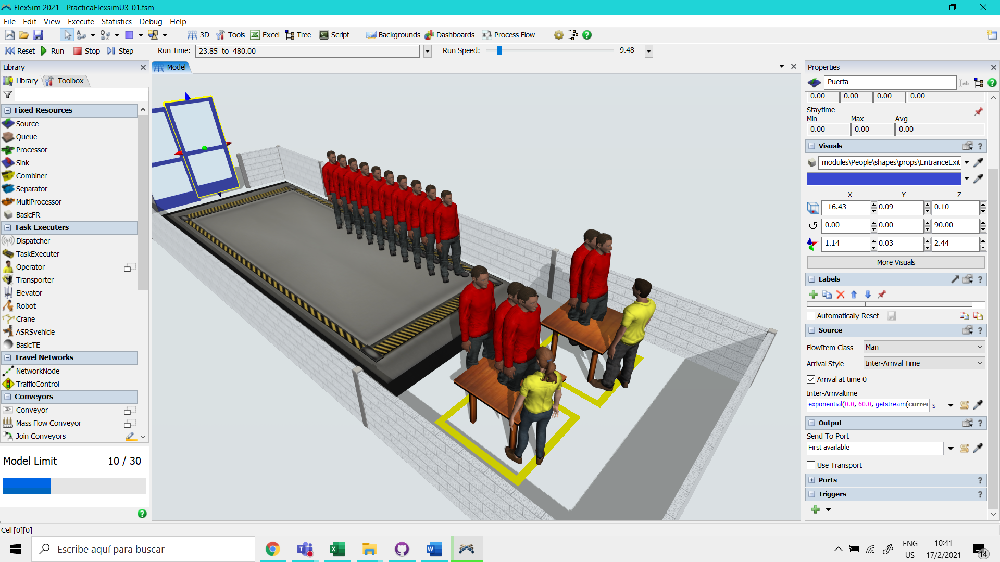 FlexSim 2021 - PracticaFlexsimU3_01.fsm
File Edit View Execute Statistics Debug Help
3D Tools Excel Tree Script Backgrounds Dashboards Process Flow
Reset Run Stop Step Run Time: 23.85 to 480.00 Run Speed: 9.48
Library
Library Toolbox
Fixed Resources
Source
Queue
Processor
Sink
Combiner
Separator
MultiProcessor
BasicFR
Task Executers
Dispatcher
TaskExecuter
Operator
Transporter
Elevator
Robot
Crane
ASRSvehicle
BasicTE
Travel Networks
NetworkNode
TrafficControl
Conveyors
Conveyor
Mass Flow Conveyor
Join Conveyors
Model Limit 10 / 30
Model
Properties
Puerta
0.00 0.00 0.00 0.00
Staytime
Min Max Avg
0.00 0.00 0.00
Visuals
modules\People\shapes\props\EntranceExit
X Y Z
-16.43 0.09 0.10
0.00 0.00 90.00
1.14 0.03 2.44
More Visuals
Labels
Automatically Reset
Source
FlowItem Class Man
Arrival Style Inter-Arrival Time
Arrival at time 0
Inter-Arrivaltime
exponential(0.0, 60.0, getstream(currer s
Output
Send To Port
First available
Use Transport
Ports
Triggers
Cell [0][0]
Escribe aquí para buscar
ENG
US
10:41
17/2/2021
14